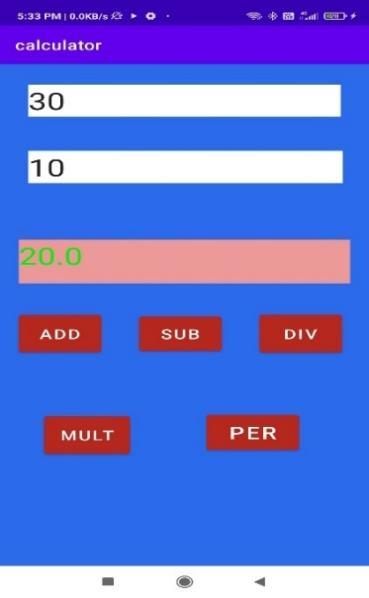 5:33 PM | 0.0KB/s
calculator
30
10
20.0
ADD SUB DIV
MULT PER